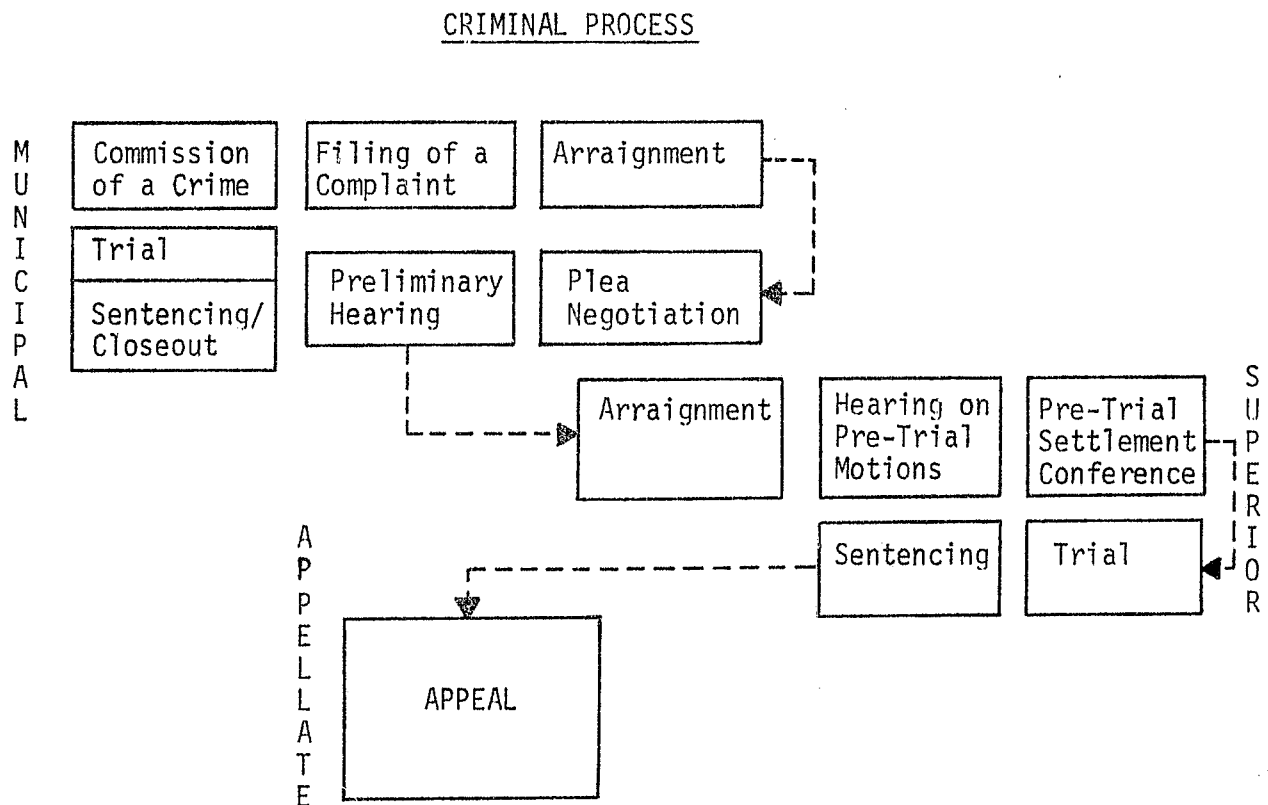 CRIMINAL PROCESS
MUNICIPAL
Commission
of a Crime
Filing of a
Complaint
Arraignment
Trial
Sentencing/
Closeout
Preliminary
Hearing
Plea
Negotiation
Arraignment
Hearing on
Pre-Trial
Motions
Pre-Trial
Settlement
Conference
SUPERIOR
Sentencing
Trial
APPELLATE
APPEAL